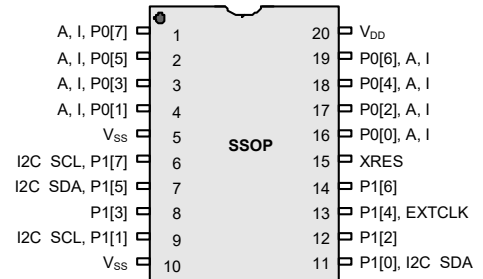 A, I, P0[7] 1 20 VDD
A, I, P0[5] 2 19 P0[6], A, I
A, I, P0[3] 3 18 P0[4], A, I
A, I, P0[1] 4 17 P0[2], A, I
VSS 5 16 P0[0], A, I
SSOP
I2C SCL, P1[7] 6 15 XRES
I2C SDA, P1[5] 7 14 P1[6]
P1[3] 8 13 P1[4], EXTCLK
I2C SCL, P1[1] 9 12 P1[2]
VSS 10 11 P1[0], I2C SDA